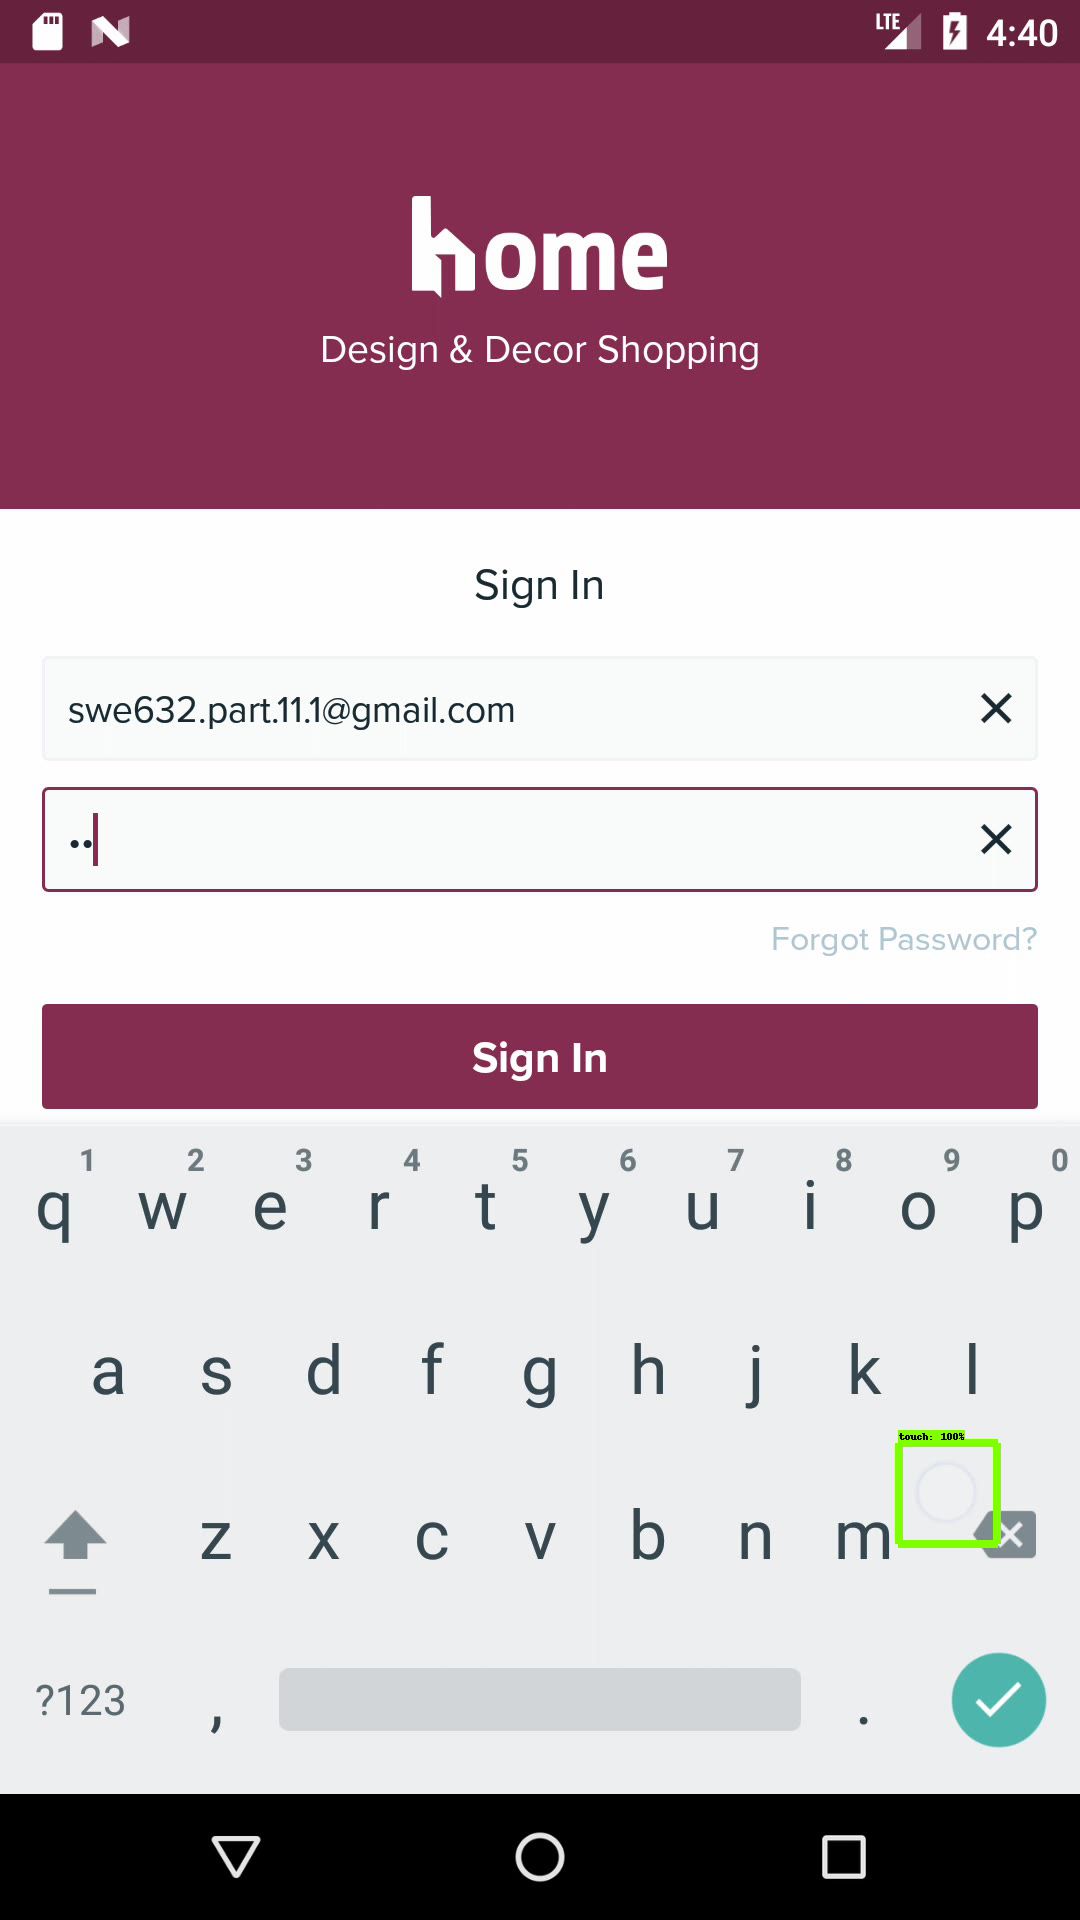 LTE 4:40
home
Design & Decor Shopping
Sign In
swe632.part.11.1@gmail.com
••
Forgot Password?
Sign In
1 2 3 4 5 6 7 8 9 0
q w e r t y u i o p
a s d f g h j k l
touch: 100%
z x c v b n m
?123 , .